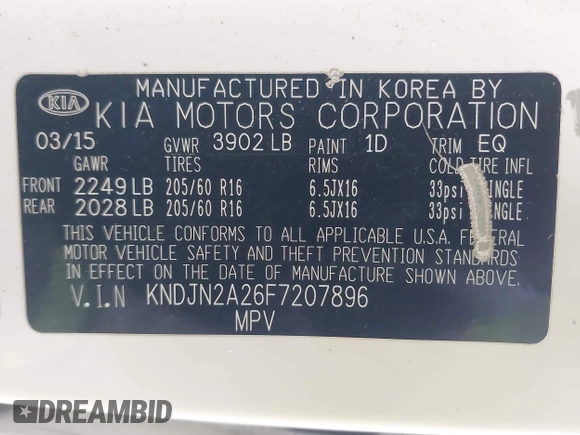 MANUFACTURED IN KOREA BY
KIA KIA MOTORS CORPORATION
03/15 GVWR 3902 LB PAINT 1D TRIM EQ
GAWR TIRES RIMS COLD TIRE INFL
FRONT 2249 LB 205/60 R16 6.5JX16 33psi
REAR 2028 LB 205/60 R16 6.5JX16 33psi
THIS VEHICLE CONFORMS TO ALL APPLICABLE U.S.A. FEDERAL
MOTOR VEHICLE SAFETY AND THEFT PREVENTION STANDARDS
IN EFFECT ON THE DATE OF MANUFACTURE SHOWN ABOVE.
V.I.N KNDJN2A26F7207896
MPV
DREAMBID